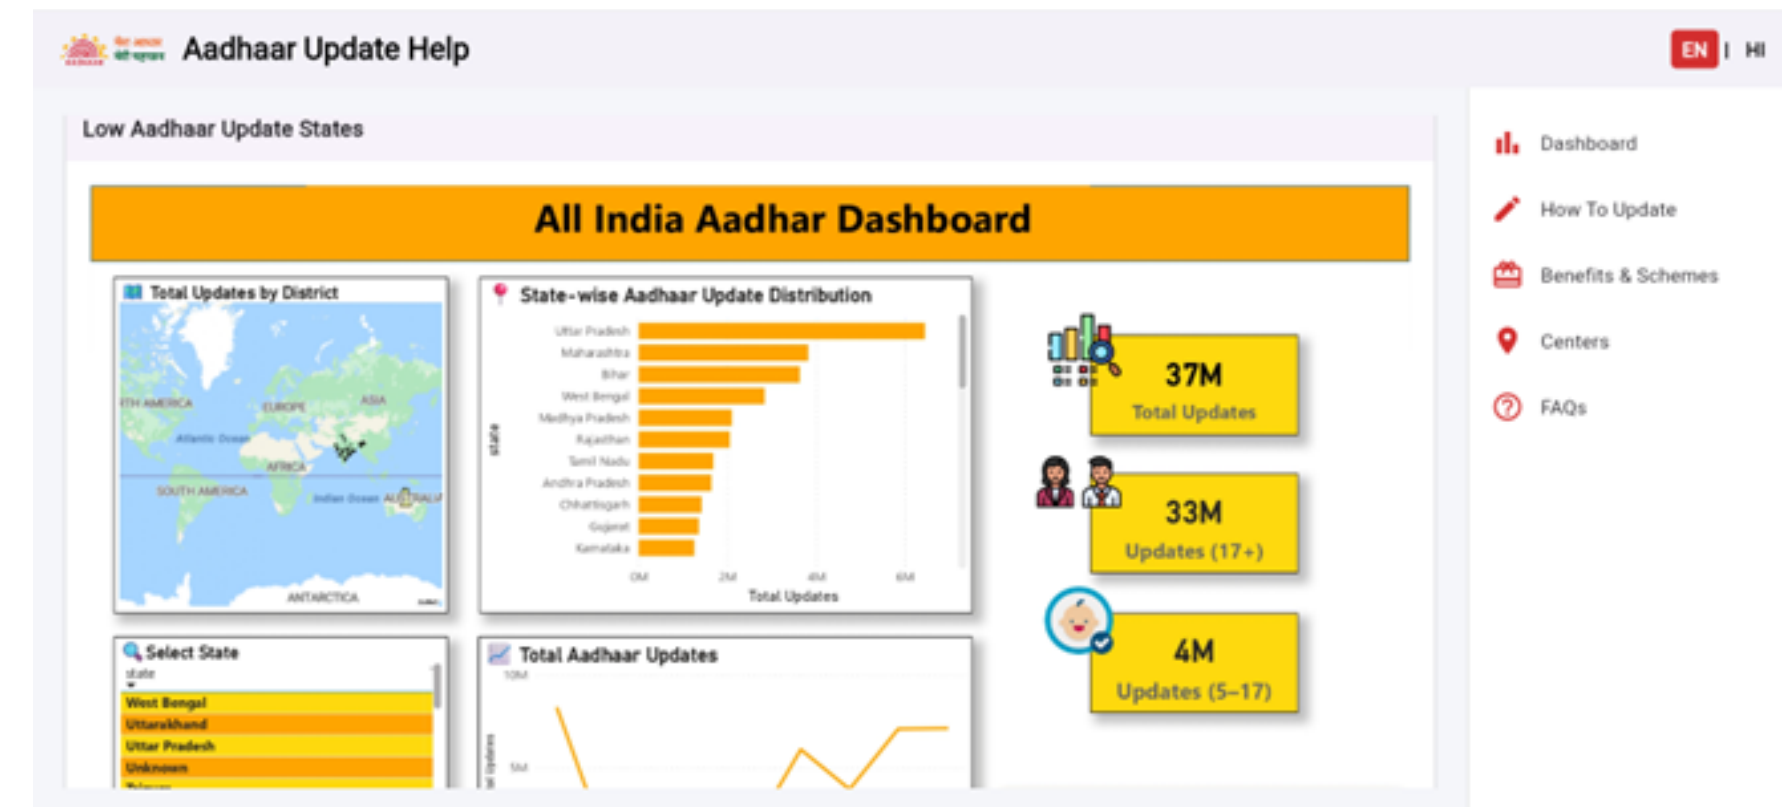 मेरा आधार
मेरी पहचान
AADHAAR
Aadhaar Update Help
EN | HI
Low Aadhaar Update States
All India Aadhar Dashboard
Total Updates by District
ASIA
EUROPE
Atlantic Ocean
AFRICA
SOUTH AMERICA
Indian Ocean
ANTARCTICA
State-wise Aadhaar Update Distribution
state
Uttar Pradesh
Maharashtra
Bihar
West Bengal
Madhya Pradesh
Rajasthan
Tamil Nadu
Andhra Pradesh
Chhattisgarh
Gujarat
Karnataka
0M 2M 4M 6M
Total Updates
37M
Total Updates
33M
Updates (17+)
4M
Updates (5–17)
Select State
state
West Bengal
Uttarakhand
Uttar Pradesh
Unknown
Total Aadhaar Updates
10M
5M
Dashboard
How To Update
Benefits & Schemes
Centers
FAQs